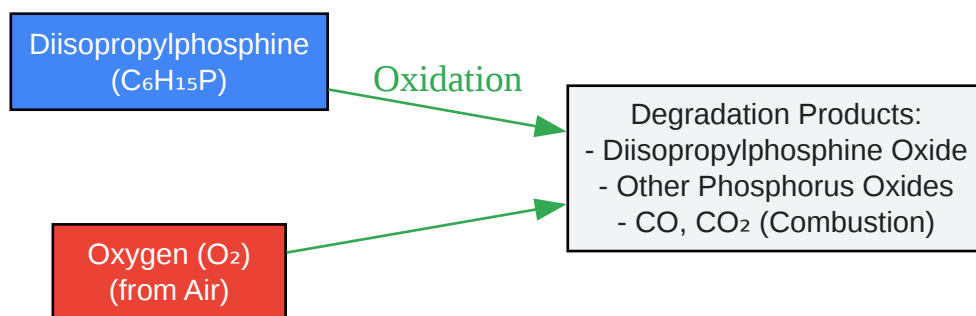 Diisopropylphosphine
(C₆H₁₅P)
Oxidation
Degradation Products:
- Diisopropylphosphine Oxide
- Other Phosphorus Oxides
- CO, CO₂ (Combustion)
Oxygen (O₂)
(from Air)